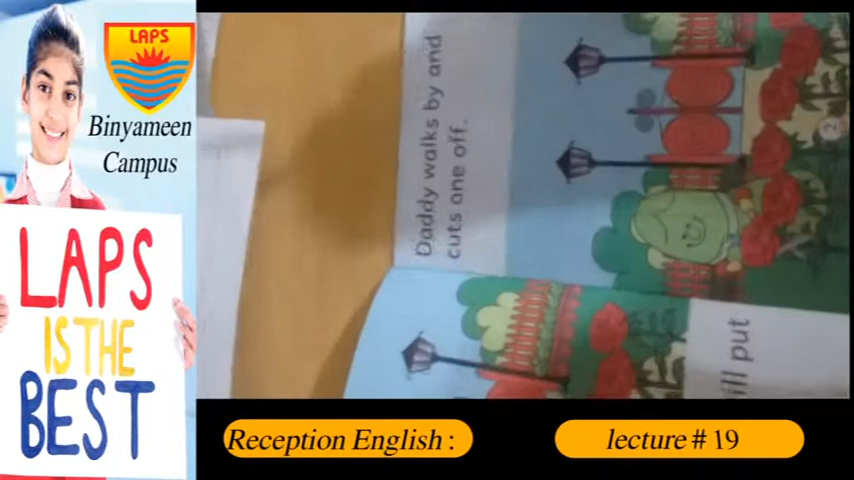 LAPS
Binyameen
Campus
LAPS
IS THE
BEST
Daddy walks by and
cuts one off.
2
ill put
Reception English :
lecture # 19